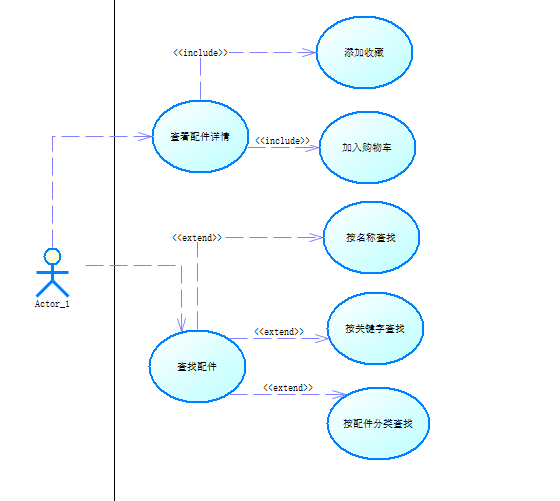 <<include>>
添加收藏
查看配件详情
<<include>>
加入购物车
<<extend>>
按名称查找
Actor_1
<<extend>>
按关键字查找
查找配件
<<extend>>
按配件分类查找